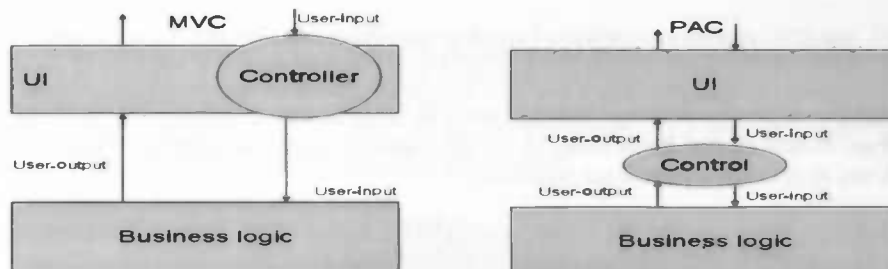 MVC
User-input
UI
Controller
User-output
User-input
Business logic
PAC
UI
User-output
User-input
Control
User-output
User-input
Business logic